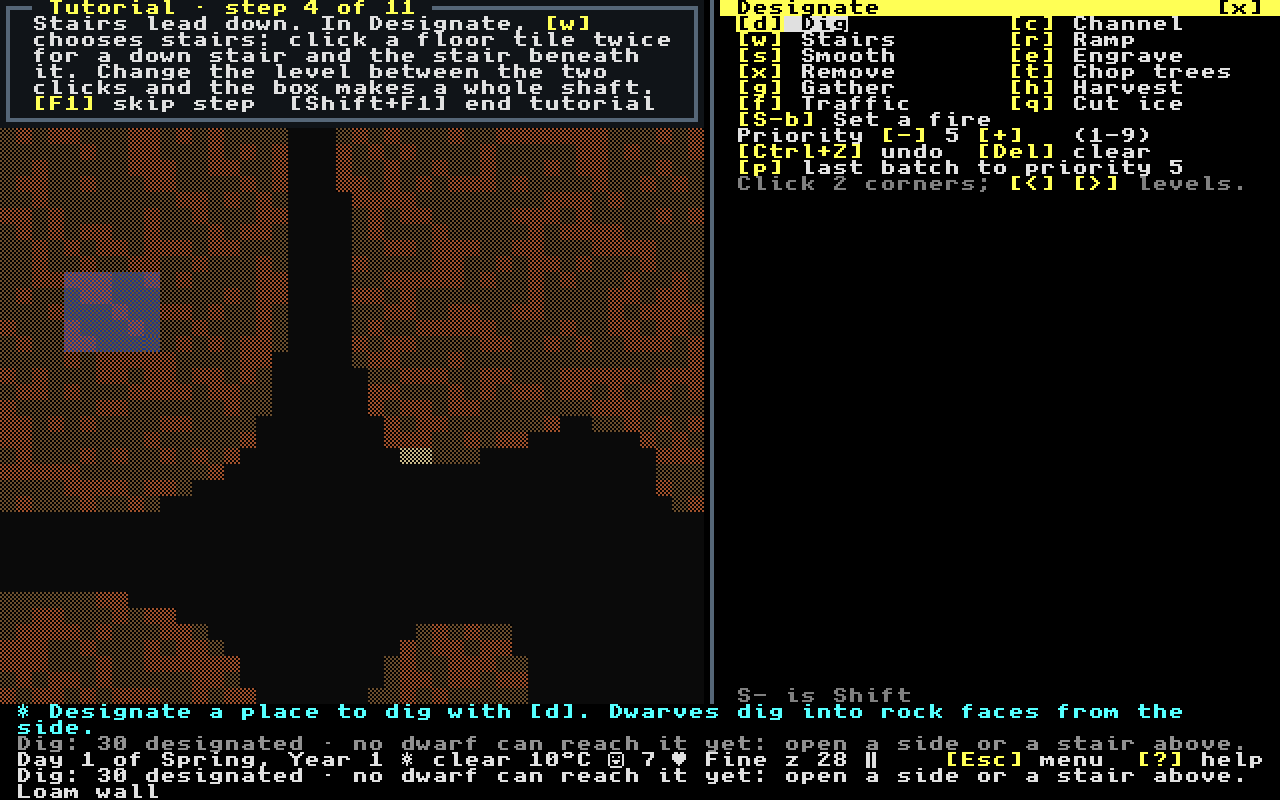 Tutorial · step 4 of 11
Stairs lead down. In Designate, [w]
chooses stairs: click a floor tile twice
for a down stair and the stair beneath
it. Change the level between the two
clicks and the box makes a whole shaft.
[F1] skip step [Shift+F1] end tutorial
Designate [x]
[d] Dig [c] Channel
[w] Stairs [r] Ramp
[s] Smooth [e] Engrave
[x] Remove [t] Chop trees
[g] Gather [h] Harvest
[f] Traffic [q] Cut ice
[S-b] Set a fire
Priority [-] 5 [+] (1-9)
[Ctrl+Z] undo [Del] clear
[p] last batch to priority 5
Click 2 corners; [<] [>] levels.
S- is Shift
* Designate a place to dig with [d]. Dwarves dig into rock faces from the
side.
Dig: 30 designated · no dwarf can reach it yet: open a side or a stair above.
Day 1 of Spring, Year 1 * clear 10°C ☺ 7 ♥ Fine z 28 ‖ [Esc] menu [?] help
Dig: 30 designated · no dwarf can reach it yet: open a side or a stair above.
Loam wall